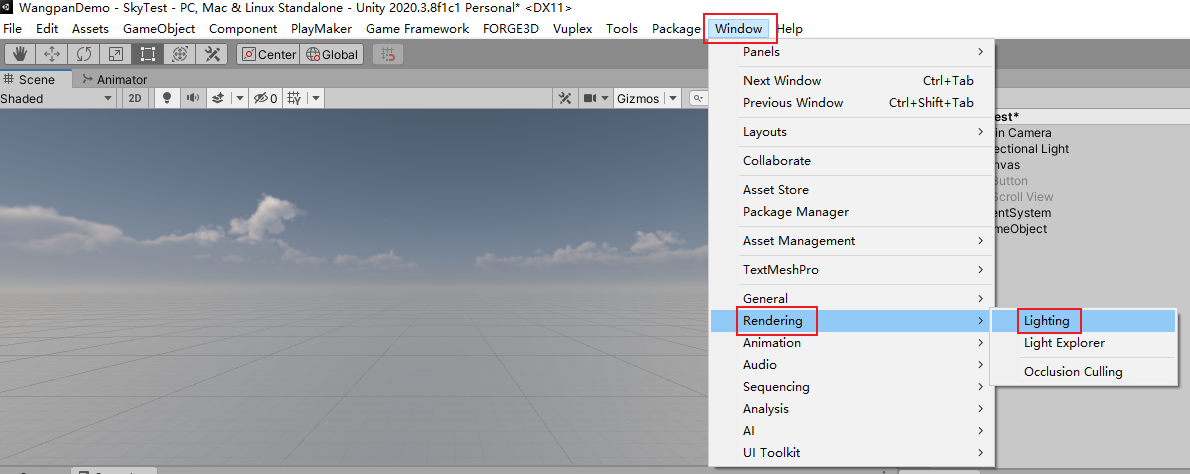 WangpanDemo - SkyTest - PC, Mac & Linux Standalone - Unity 2020.3.8f1c1 Personal* <DX11>
File Edit Assets GameObject Component PlayMaker Game Framework FORGE3D Vuplex Tools Package Window Help
Center Global
Scene Animator
Shaded 2D 0 Gizmos
Panels
Next Window Ctrl+Tab
Previous Window Ctrl+Shift+Tab
Layouts
Collaborate
Asset Store
Package Manager
Asset Management
TextMeshPro
General
Rendering
Animation
Audio
Sequencing
Analysis
AI
UI Toolkit
Lighting
Light Explorer
Occlusion Culling
est*
in Camera
ectional Light
nvas
Button
Scroll View
entSystem
meObject